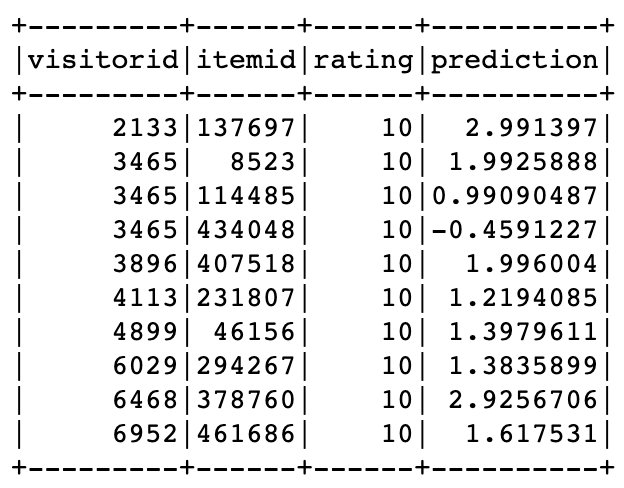 +---------+------+------+----------+
|visitorid|itemid|rating|prediction|
+---------+------+------+----------+
|     2133|137697|    10|  2.991397|
|     3465|  8523|    10| 1.9925888|
|     3465|114485|    10|0.99090487|
|     3465|434048|    10|-0.4591227|
|     3896|407518|    10|  1.996004|
|     4113|231807|    10| 1.2194085|
|     4899| 46156|    10| 1.3979611|
|     6029|294267|    10| 1.3835899|
|     6468|378760|    10| 2.9256706|
|     6952|461686|    10|  1.617531|
+---------+------+------+----------+